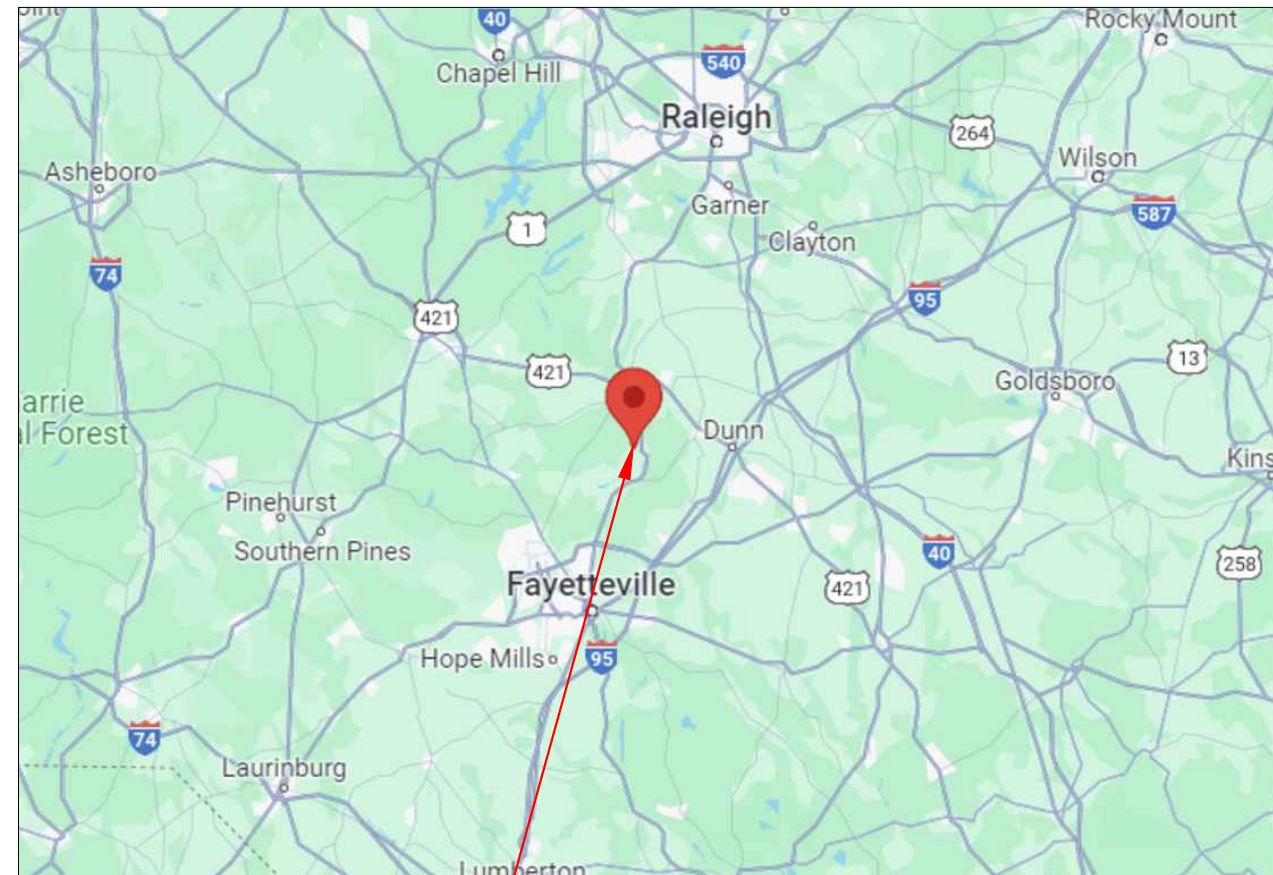 40
Rocky Mount
Chapel Hill
540
Raleigh
264
Wilson
Asheboro
Garner
587
1
Clayton
74
95
421
13
421
Goldsboro
arrie
al Forest
Dunn
Kins
Pinehurst
Southern Pines
40
258
Fayetteville
421
Hope Mills
95
74
Laurinburg
Lumberton